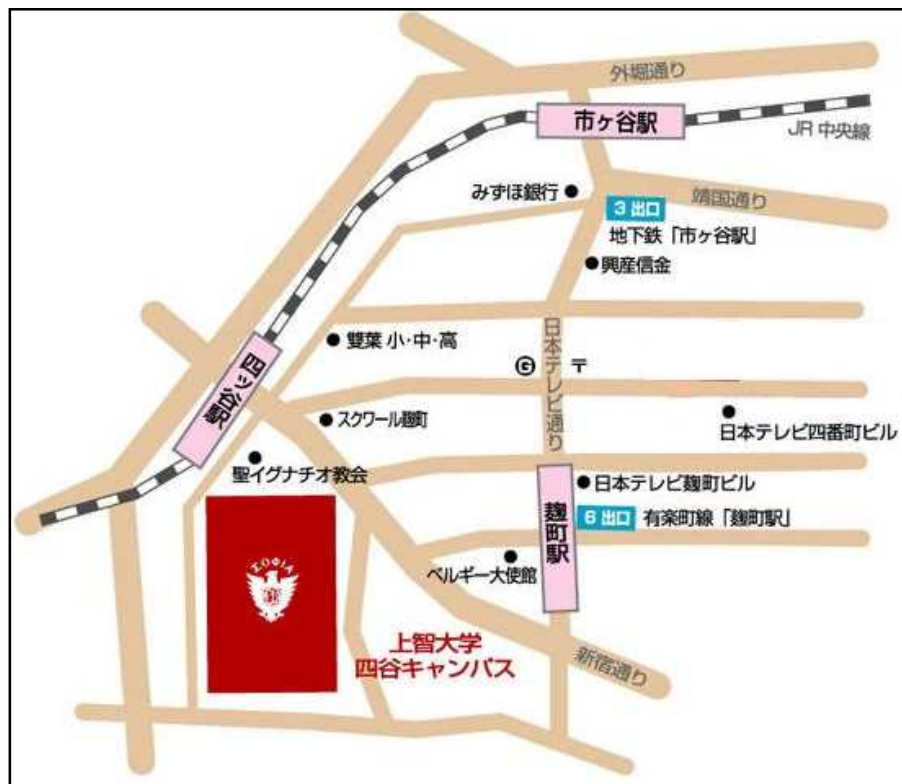 外堀通り
市ヶ谷駅
JR 中央線
みずほ銀行
靖国通り
3 出口
地下鉄「市ヶ谷駅」
興産信金
日本テレビ通り
雙葉 小・中・高
G
〒
四ッ谷駅
スクワール麹町
日本テレビ四番町ビル
聖イグナチオ教会
日本テレビ麹町ビル
麹町駅
6 出口
有楽町線「麹町駅」
ベルギー大使館
ΣΟΦΙΑ
上智大学
四谷キャンパス
新宿通り